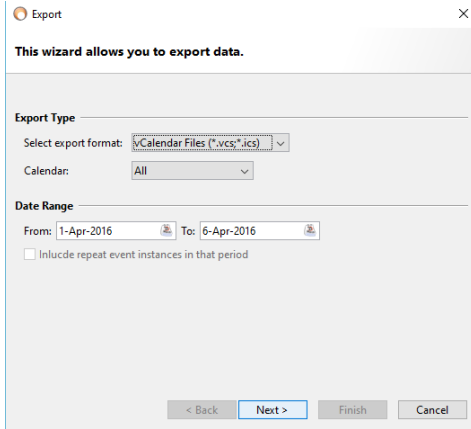 Export
This wizard allows you to export data.
Export Type
Select export format: vCalendar Files (*.vcs;*.ics)
Calendar: All
Date Range
From: 1-Apr-2016 To: 6-Apr-2016
Inlucde repeat event instances in that period
< Back Next > Finish Cancel